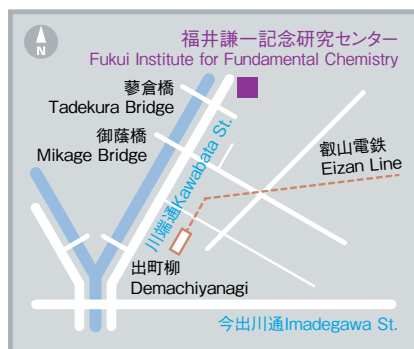 N
福井謙一記念研究センター
Fukui Institute for Fundamental Chemistry
蓼倉橋
Tadekura Bridge
御蔭橋
Mikage Bridge
叡山電鉄
Eizan Line
川端通Kawabata St.
出町柳
Demachiyanagi
今出川通Imadegawa St.